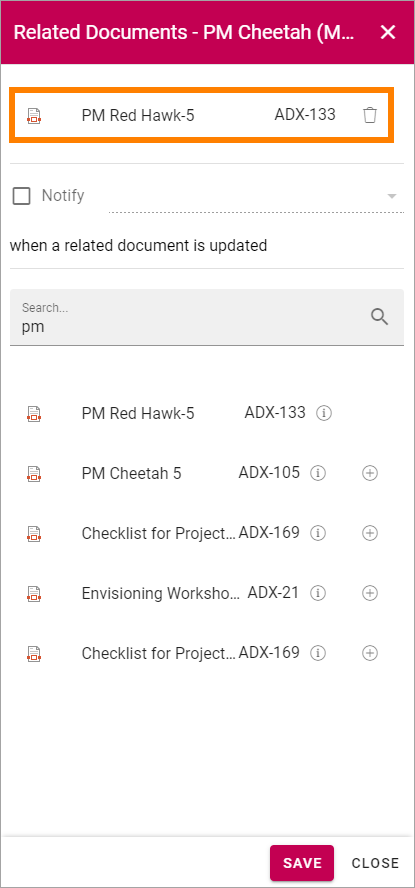 Related Documents - PM Cheetah (M...
PM Red Hawk-5 ADX-133
Notify
when a related document is updated
Search...
pm
PM Red Hawk-5 ADX-133
PM Cheetah 5 ADX-105
Checklist for Project... ADX-169
Envisioning Worksho... ADX-21
Checklist for Project... ADX-169
SAVE CLOSE